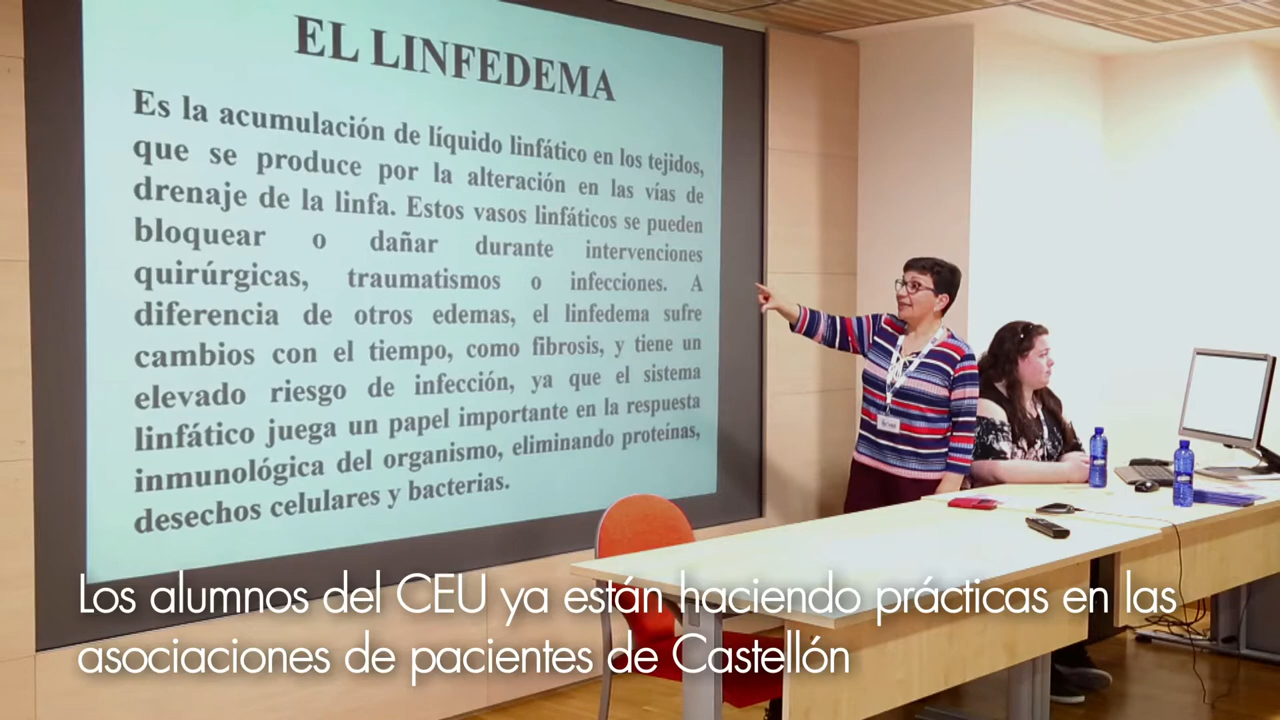 EL LINFEDEMA
Es la acumulación de líquido linfático en los tejidos,
que se produce por la alteración en las vías de
drenaje de la linfa. Estos vasos linfáticos se pueden
bloquear o dañar durante intervenciones
quirúrgicas, traumatismos o infecciones. A
diferencia de otros edemas, el linfedema sufre
cambios con el tiempo, como fibrosis, y tiene un
elevado riesgo de infección, ya que el sistema
linfático juega un papel importante en la respuesta
inmunológica del organismo, eliminando proteínas,
desechos celulares y bacterias.
Los alumnos del CEU ya están haciendo prácticas en las
asociaciones de pacientes de Castellón